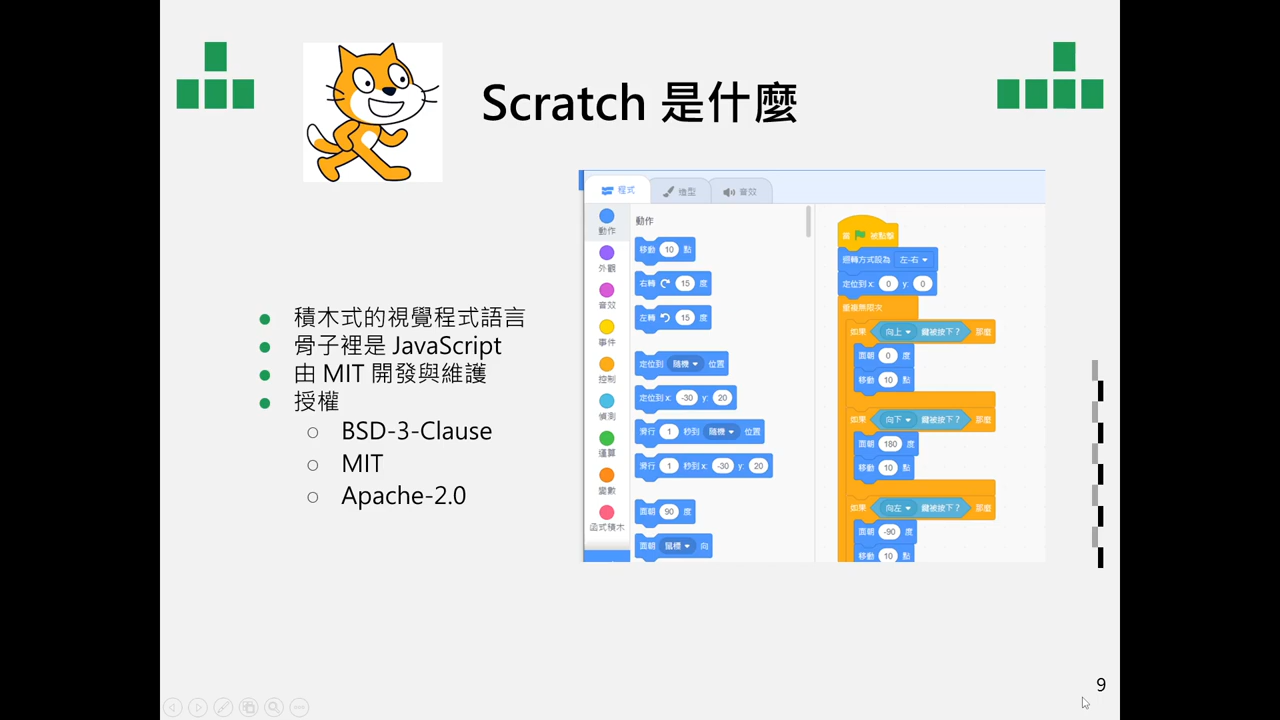 Scratch 是什麼
積木式的視覺程式語言
骨子裡是 JavaScript
由 MIT 開發與維護
授權
BSD-3-Clause
MIT
Apache-2.0
程式 造型 音效
動作
外觀
音效
事件
控制
偵測
運算
變數
函式積木
動作
移動 10 點
右轉 15 度
左轉 15 度
定位到 隨機 位置
定位到 x: -30 y: 20
滑行 1 秒到 隨機 位置
滑行 1 秒到 x: -30 y: 20
面朝 90 度
面朝 鼠標 向
當 被點擊
迴轉方式設為 左-右
定位到 x: 0 y: 0
重複無限次
如果 向上 鍵被按下? 那麼
面朝 0 度
移動 10 點
如果 向下 鍵被按下? 那麼
面朝 180 度
移動 10 點
如果 向左 鍵被按下? 那麼
面朝 -90 度
移動 10 點
9